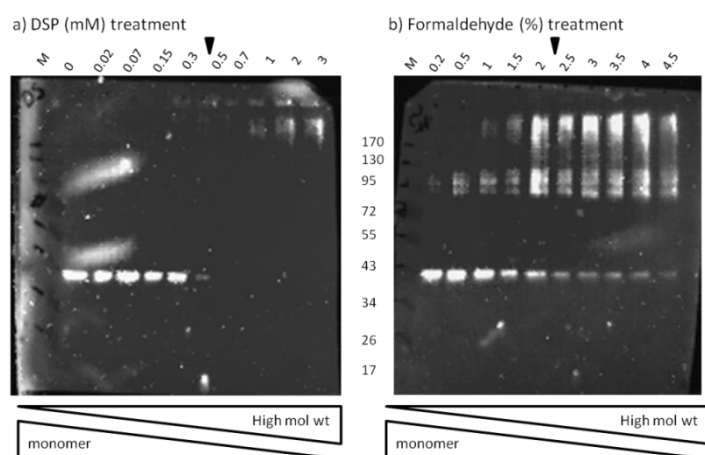 a) DSP (mM) treatment
M 0 0.02 0.07 0.15 0.3 0.5 0.7 1 2 3
b) Formaldehyde (%) treatment
M 0.2 0.5 1 1.5 2 2.5 3 3.5 4 4.5
170
130
95
72
55
43
34
26
17
High mol wt
monomer
High mol wt
monomer